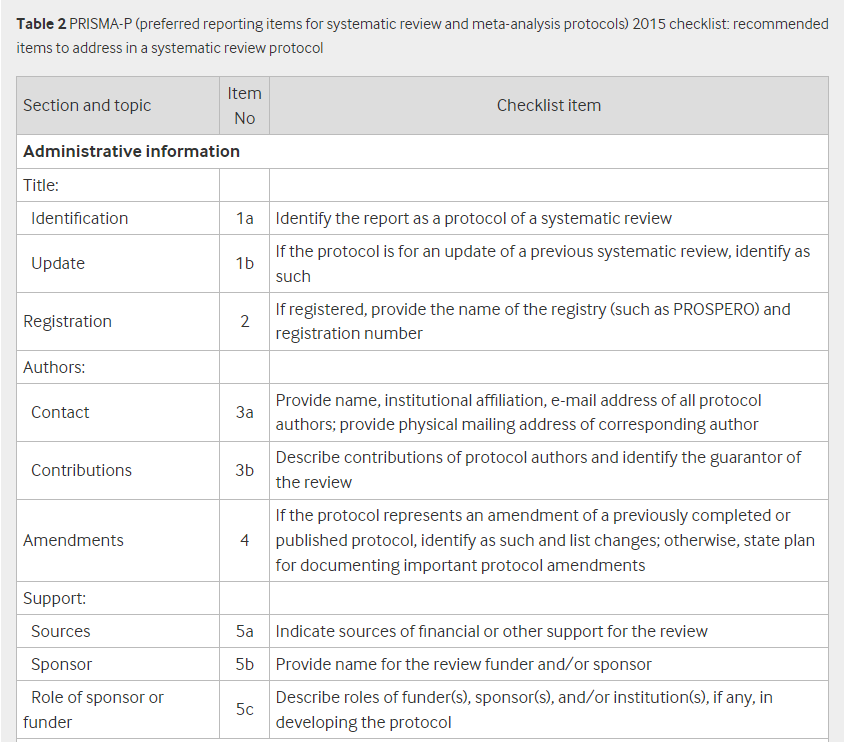 Table 2 PRISMA-P (preferred reporting items for systematic review and meta-analysis protocols) 2015 checklist: recommended
items to address in a systematic review protocol
Section and topic
Item
No
Checklist item
Administrative information
Title:
Identification
1a
Identify the report as a protocol of a systematic review
Update
1b
If the protocol is for an update of a previous systematic review, identify as
such
Registration
2
If registered, provide the name of the registry (such as PROSPERO) and
registration number
Authors:
Contact
3a
Provide name, institutional affiliation, e-mail address of all protocol
authors; provide physical mailing address of corresponding author
Contributions
3b
Describe contributions of protocol authors and identify the guarantor of
the review
Amendments
4
If the protocol represents an amendment of a previously completed or
published protocol, identify as such and list changes; otherwise, state plan
for documenting important protocol amendments
Support:
Sources
5a
Indicate sources of financial or other support for the review
Sponsor
5b
Provide name for the review funder and/or sponsor
Role of sponsor or
funder
5c
Describe roles of funder(s), sponsor(s), and/or institution(s), if any, in
developing the protocol